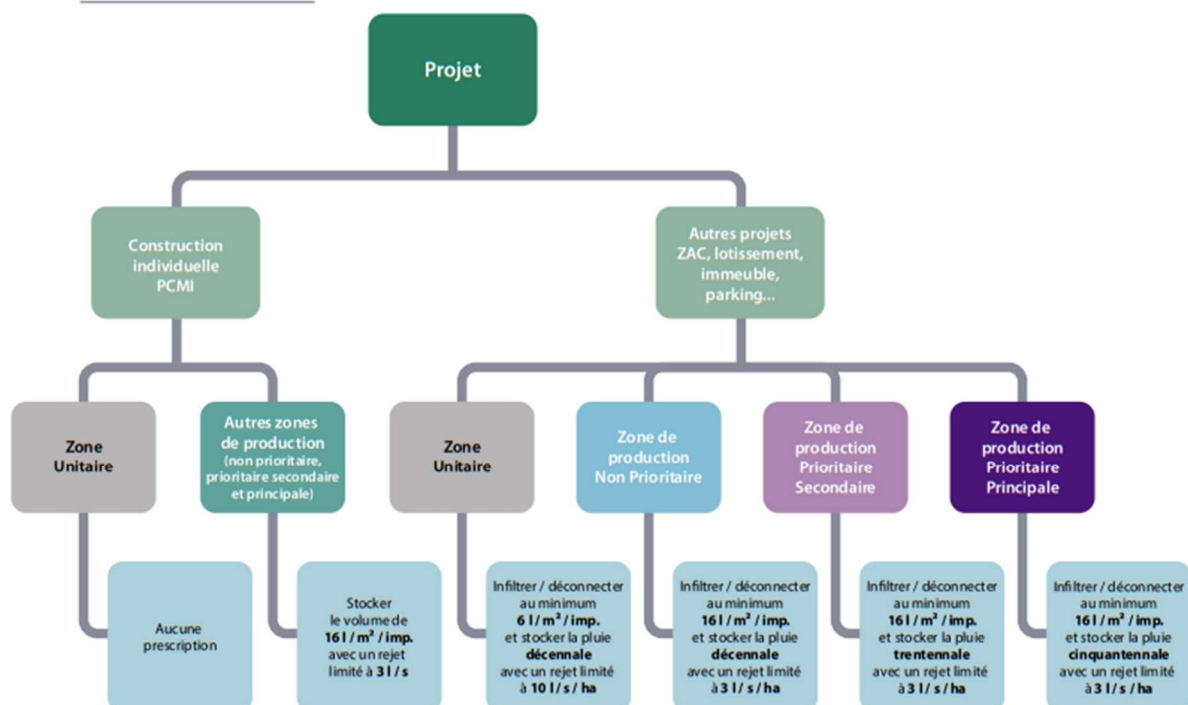 Projet
Construction
individuelle
PCMI
Autres projets
ZAC, lotissement,
immeuble,
parking...
Zone
Unitaire
Autres zones
de production
(non prioritaire,
prioritaire secondaire
et principale)
Zone
Unitaire
Zone de
production
Non Prioritaire
Zone de
production
Prioritaire
Secondaire
Zone de
production
Prioritaire
Principale
Aucune
prescription
Stocker
le volume de
16 l / m² / imp.
avec un rejet
limité à 3 l / s
Infiltrer / déconnecter
au minimum
6 l / m² / imp.
et stocker la pluie
décennale
avec un rejet limité
à 10 l / s / ha
Infiltrer / déconnecter
au minimum
16 l / m² / imp.
et stocker la pluie
décennale
avec un rejet limité
à 3 l / s / ha
Infiltrer / déconnecter
au minimum
16 l / m² / imp.
et stocker la pluie
trentennale
avec un rejet limité
à 3 l / s / ha
Infiltrer / déconnecter
au minimum
16 l / m² / imp.
et stocker la pluie
cinquantennale
avec un rejet limité
à 3 l / s / ha